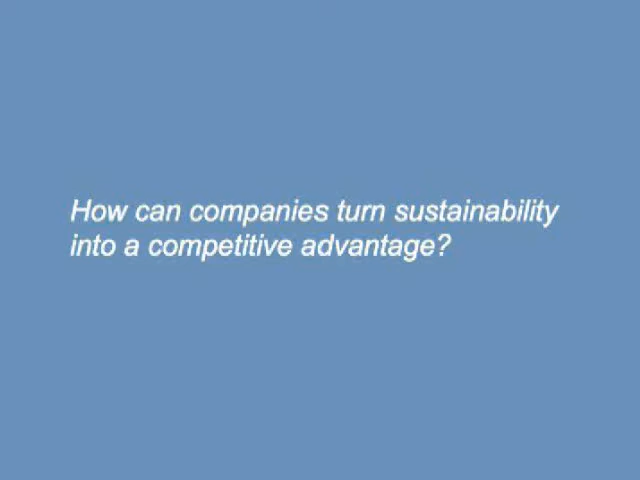 How can companies turn sustainability
into a competitive advantage?